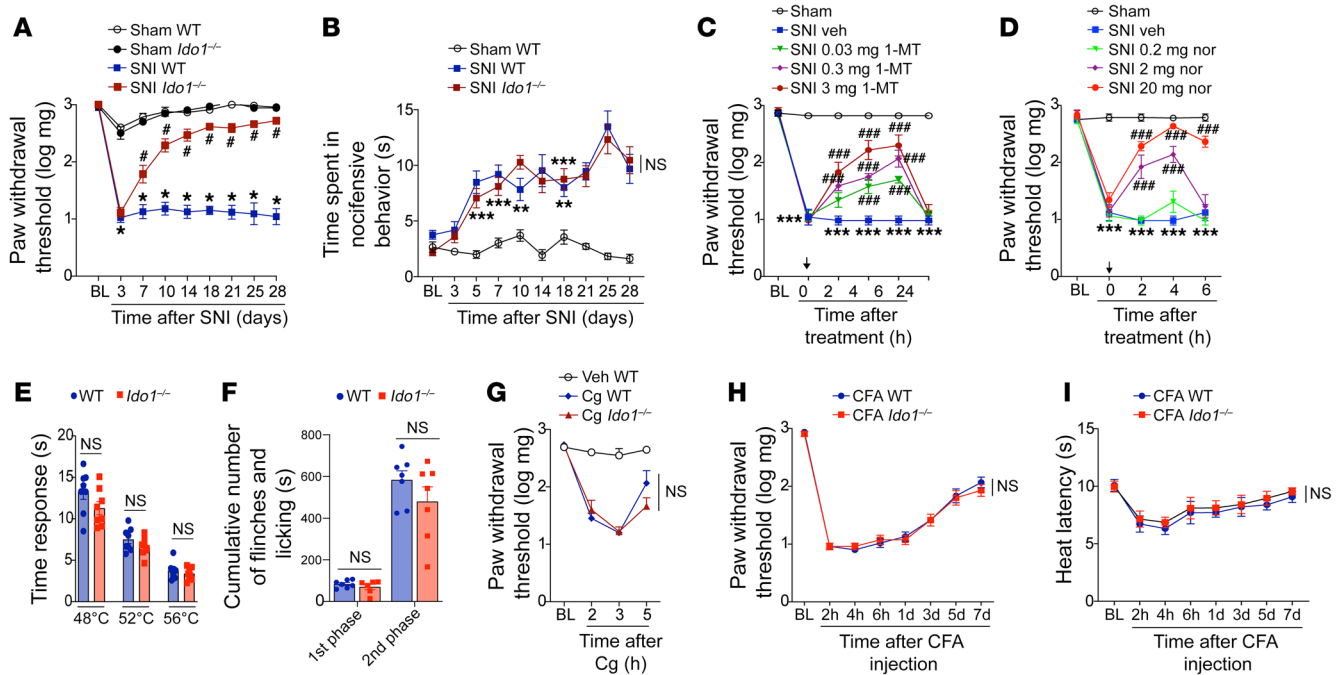 A
Sham WT
Sham Ido1–/–
SNI WT
SNI Ido1–/–
Paw withdrawal
threshold (log mg)
3
2
1
0
#
#
#
#
#
#
#
*
*
*
*
*
*
*
*
BL 3 7 10 14 18 21 25 28
Time after SNI (days)
B
Sham WT
SNI WT
SNI Ido1–/–
Time spent in
nocifensive
behavior (s)
15
10
5
0
***
***
**
***
**
NS
BL 3 5 7 10 14 18 21 25 28
Time after SNI (days)
C
Sham
SNI veh
SNI 0.03 mg 1-MT
SNI 0.3 mg 1-MT
SNI 3 mg 1-MT
Paw withdrawal
threshold (log mg)
3
2
1
0
###
###
###
###
###
###
###
###
***
*** *** *** ***
BL 0 2 4 6 24
Time after
treatment (h)
D
Sham
SNI veh
SNI 0.2 mg nor
SNI 2 mg nor
SNI 20 mg nor
Paw withdrawal
threshold (log mg)
3
2
1
0
###
###
###
###
###
*** *** *** ***
BL 0 2 4 6
Time after
treatment (h)
E
WT Ido1–/–
Time response (s)
20
15
10
5
0
NS
NS
NS
48°C 52°C 56°C
F
WT Ido1–/–
Cumulative number
of flinches and
licking (s)
800
600
400
200
0
NS
NS
1st phase
2nd phase
G
Veh WT
Cg WT
Cg Ido1–/–
Paw withdrawal
threshold (log mg)
3
2
1
0
NS
BL 2 3 5
Time after
Cg (h)
H
CFA WT
CFA Ido1–/–
Paw withdrawal
threshold (log mg)
3
2
1
0
NS
BL 2h 4h 6h 1d 3d 5d 7d
Time after CFA
injection
I
CFA WT
CFA Ido1–/–
Heat latency (s)
15
10
5
0
NS
BL 2h 4h 6h 1d 3d 5d 7d
Time after CFA
injection